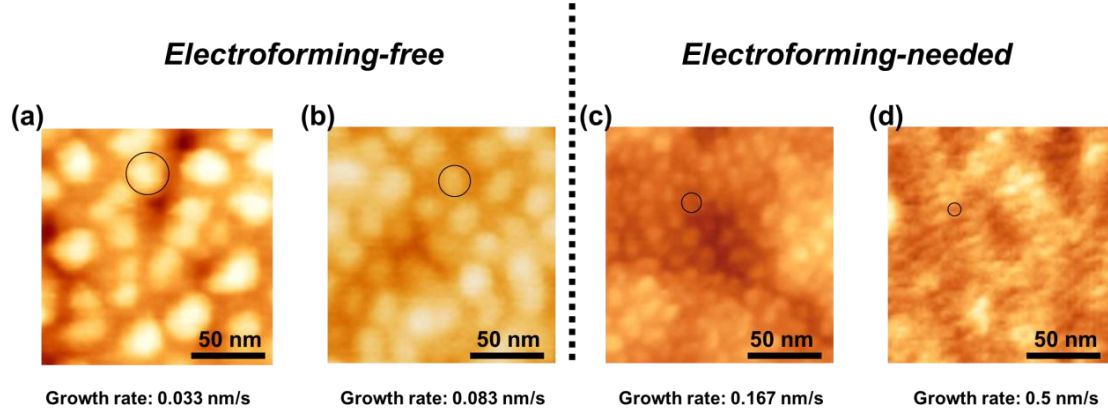 Electroforming-free
Electroforming-needed
(a)
(b)
(c)
(d)
50 nm
50 nm
50 nm
50 nm
Growth rate: 0.033 nm/s
Growth rate: 0.083 nm/s
Growth rate: 0.167 nm/s
Growth rate: 0.5 nm/s